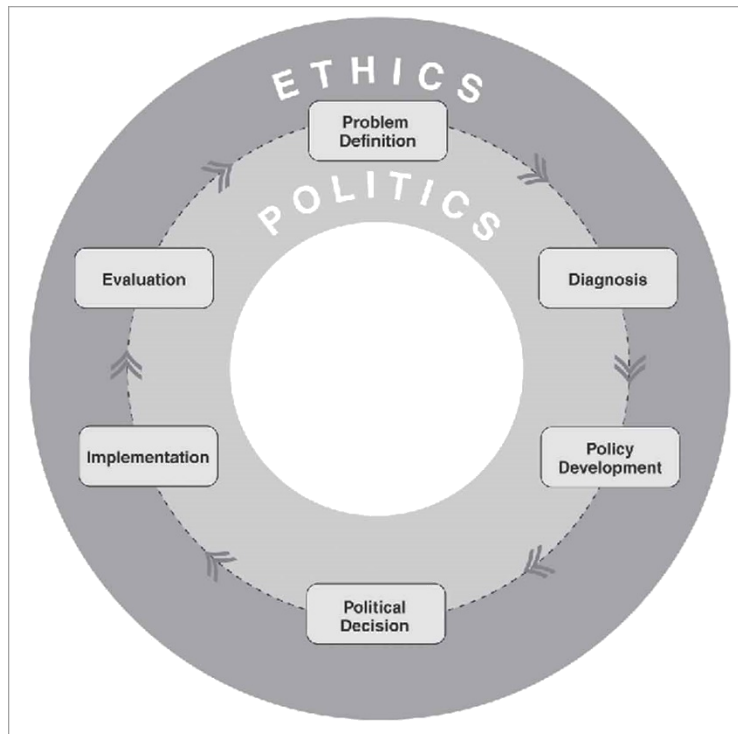 ETHICS
Problem
Definition
POLITICS
Evaluation
Diagnosis
Implementation
Policy
Development
Political
Decision